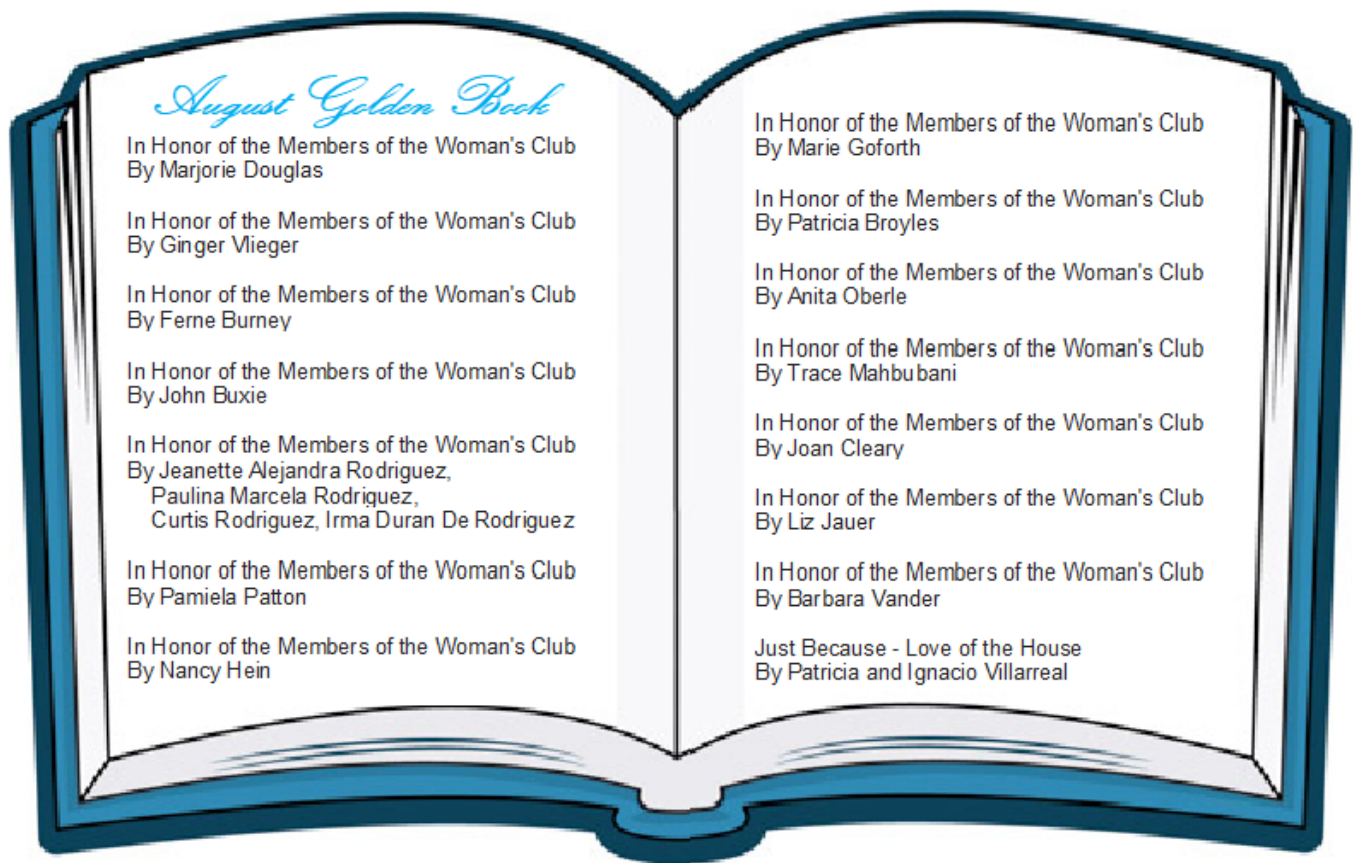 August Golden Book
In Honor of the Members of the Woman's Club
By Marjorie Douglas
In Honor of the Members of the Woman's Club
By Ginger Vlieger
In Honor of the Members of the Woman's Club
By Ferne Burney
In Honor of the Members of the Woman's Club
By John Buxie
In Honor of the Members of the Woman's Club
By Jeanette Alejandra Rodriguez,
Paulina Marcela Rodriguez,
Curtis Rodriguez, Irma Duran De Rodriguez
In Honor of the Members of the Woman's Club
By Pamiela Patton
In Honor of the Members of the Woman's Club
By Nancy Hein
In Honor of the Members of the Woman's Club
By Marie Goforth
In Honor of the Members of the Woman's Club
By Patricia Broyles
In Honor of the Members of the Woman's Club
By Anita Oberle
In Honor of the Members of the Woman's Club
By Trace Mahbubani
In Honor of the Members of the Woman's Club
By Joan Cleary
In Honor of the Members of the Woman's Club
By Liz Jauer
In Honor of the Members of the Woman's Club
By Barbara Vander
Just Because - Love of the House
By Patricia and Ignacio Villarreal